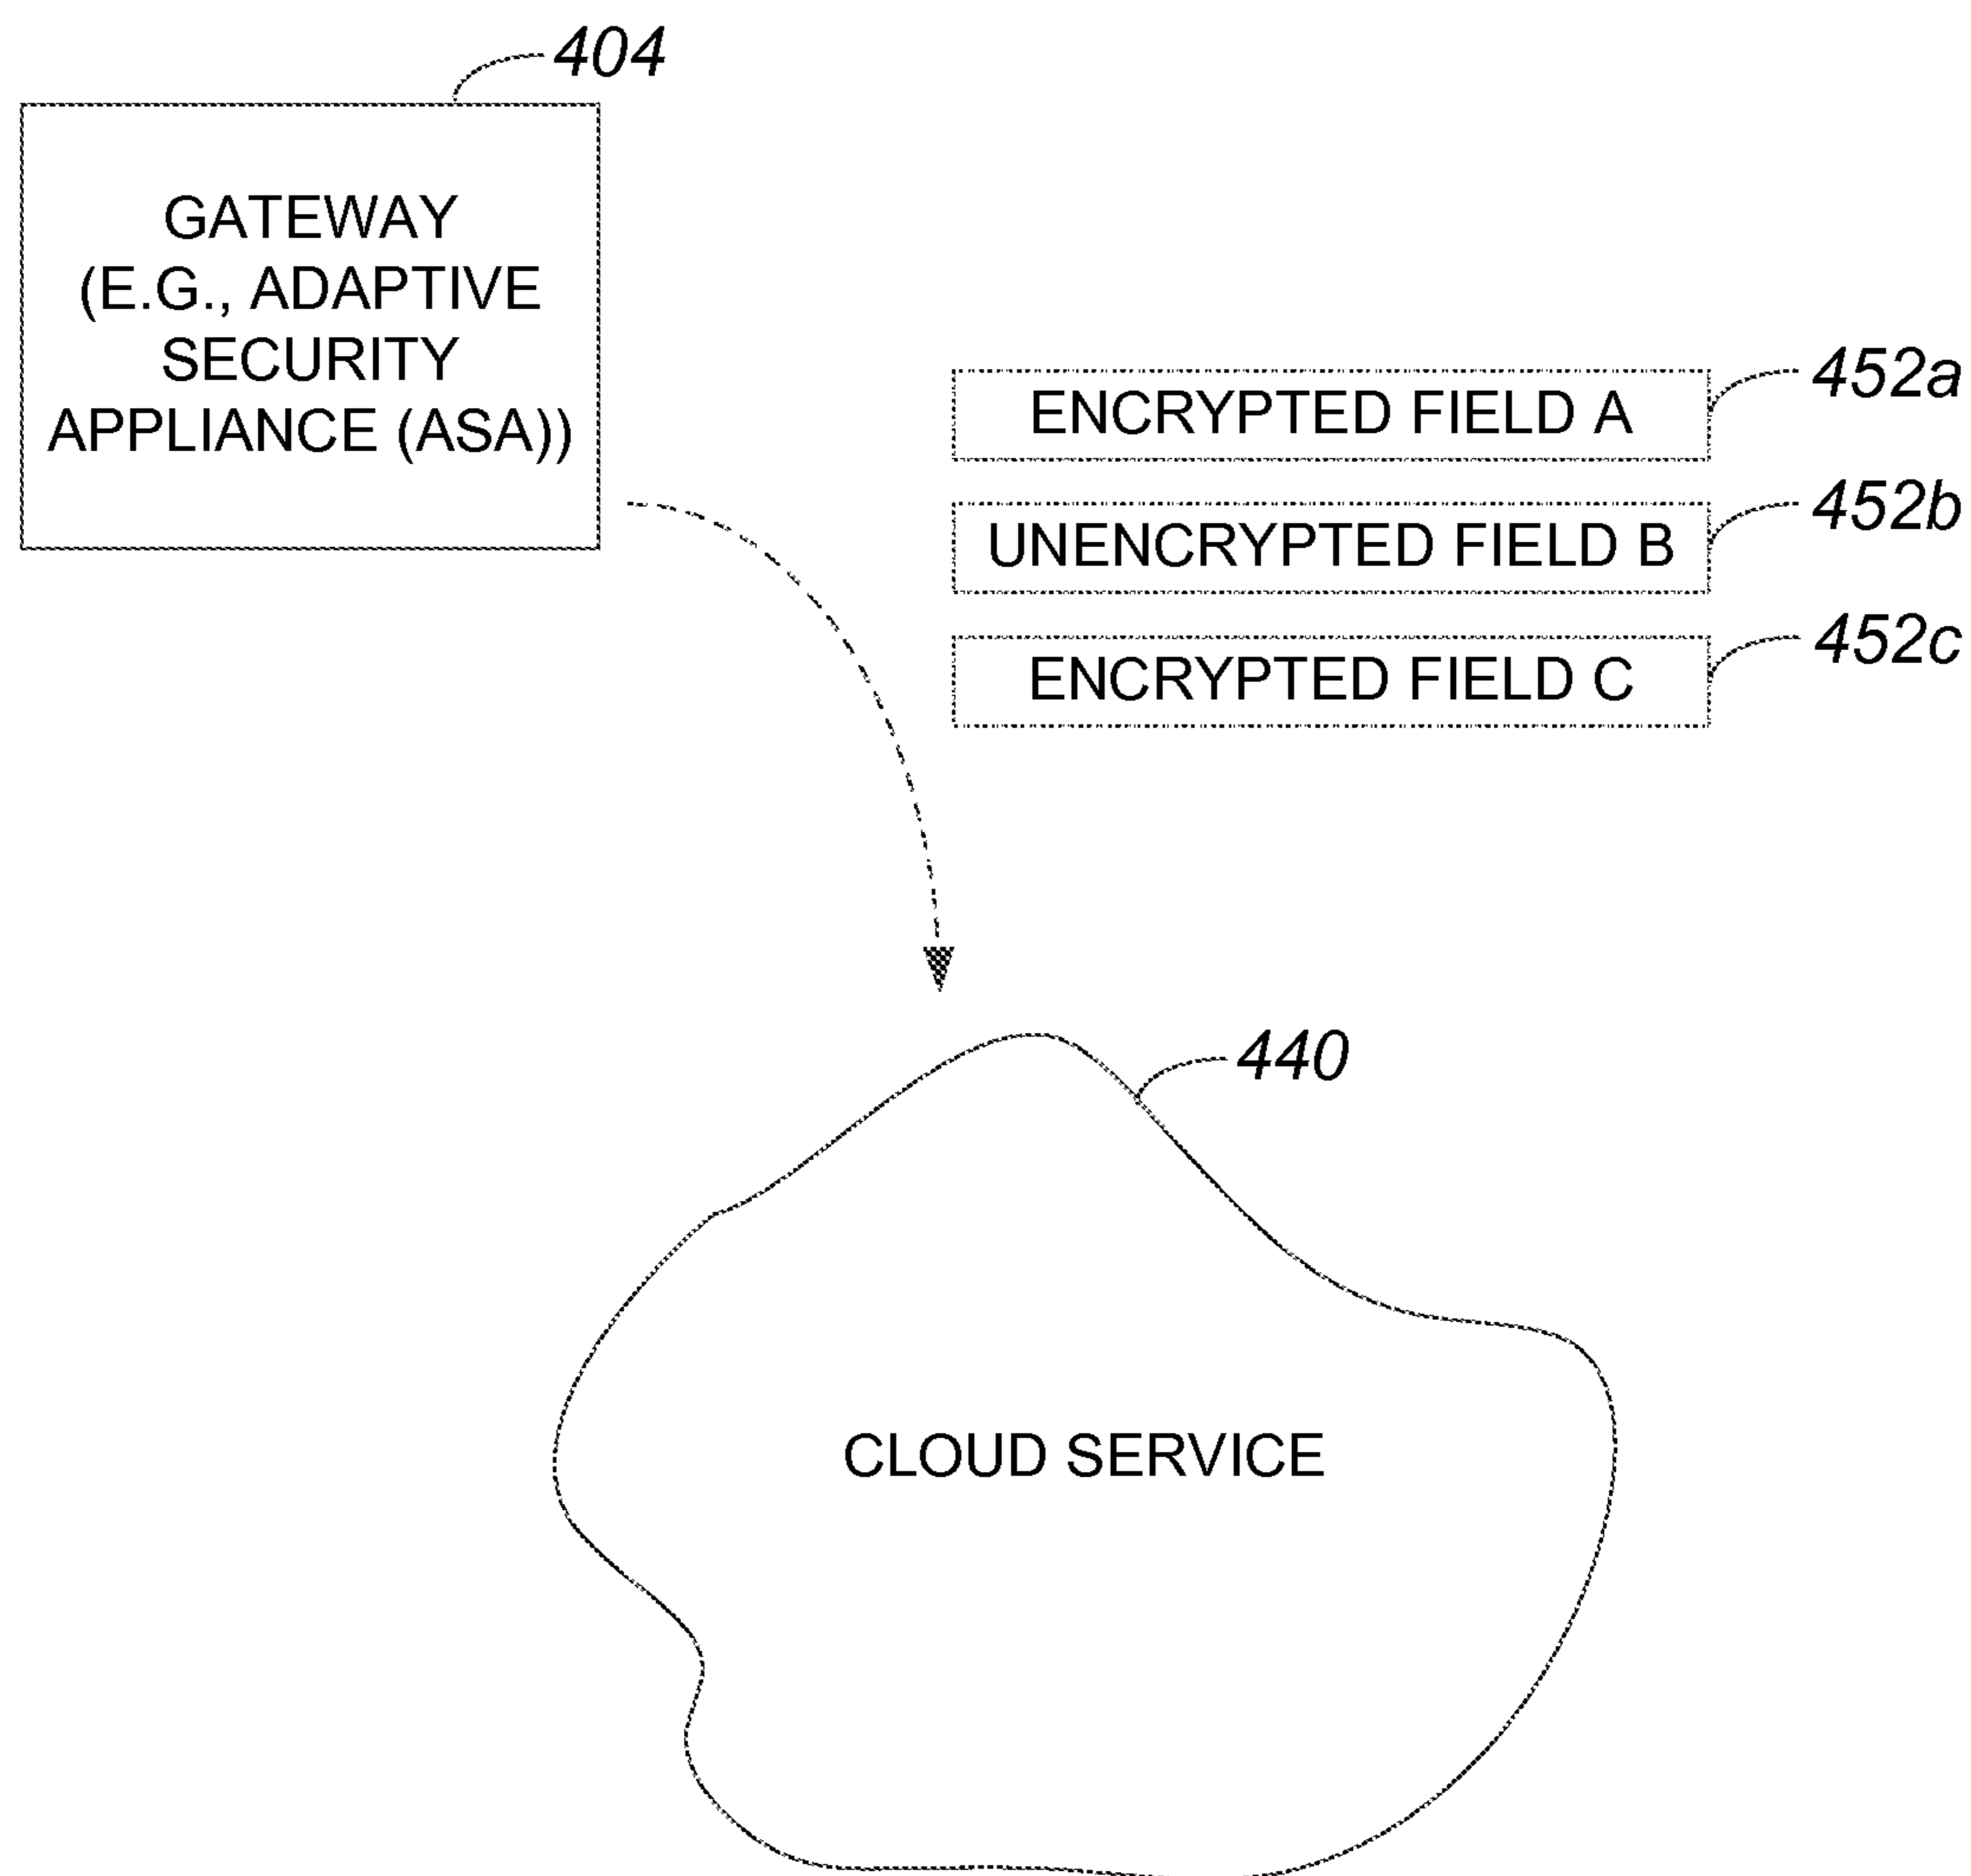 404
GATEWAY
(E.G., ADAPTIVE
SECURITY
APPLIANCE (ASA))
452a
ENCRYPTED FIELD A
452b
UNENCRYPTED FIELD B
452c
ENCRYPTED FIELD C
440
CLOUD SERVICE